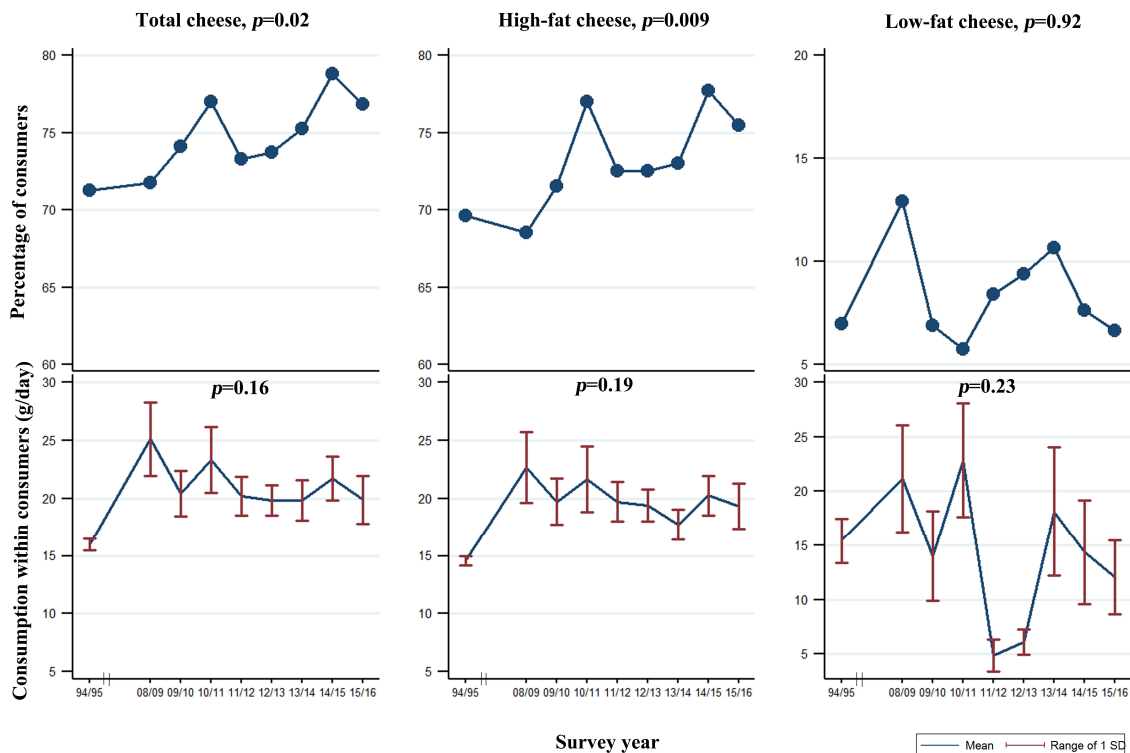 Total cheese, p=0.02
High-fat cheese, p=0.009
Low-fat cheese, p=0.92
Percentage of consumers
80
75
70
65
60
80
75
70
65
60
20
15
10
5
Consumption within consumers (g/day)
p=0.16
p=0.19
p=0.23
30
25
20
15
10
5
30
25
20
15
10
5
30
25
20
15
10
5
94/95 08/09 09/10 10/11 11/12 12/13 13/14 14/15 15/16
94/95 08/09 09/10 10/11 11/12 12/13 13/14 14/15 15/16
94/95 08/09 09/10 10/11 11/12 12/13 13/14 14/15 15/16
Survey year
Mean Range of 1 SD